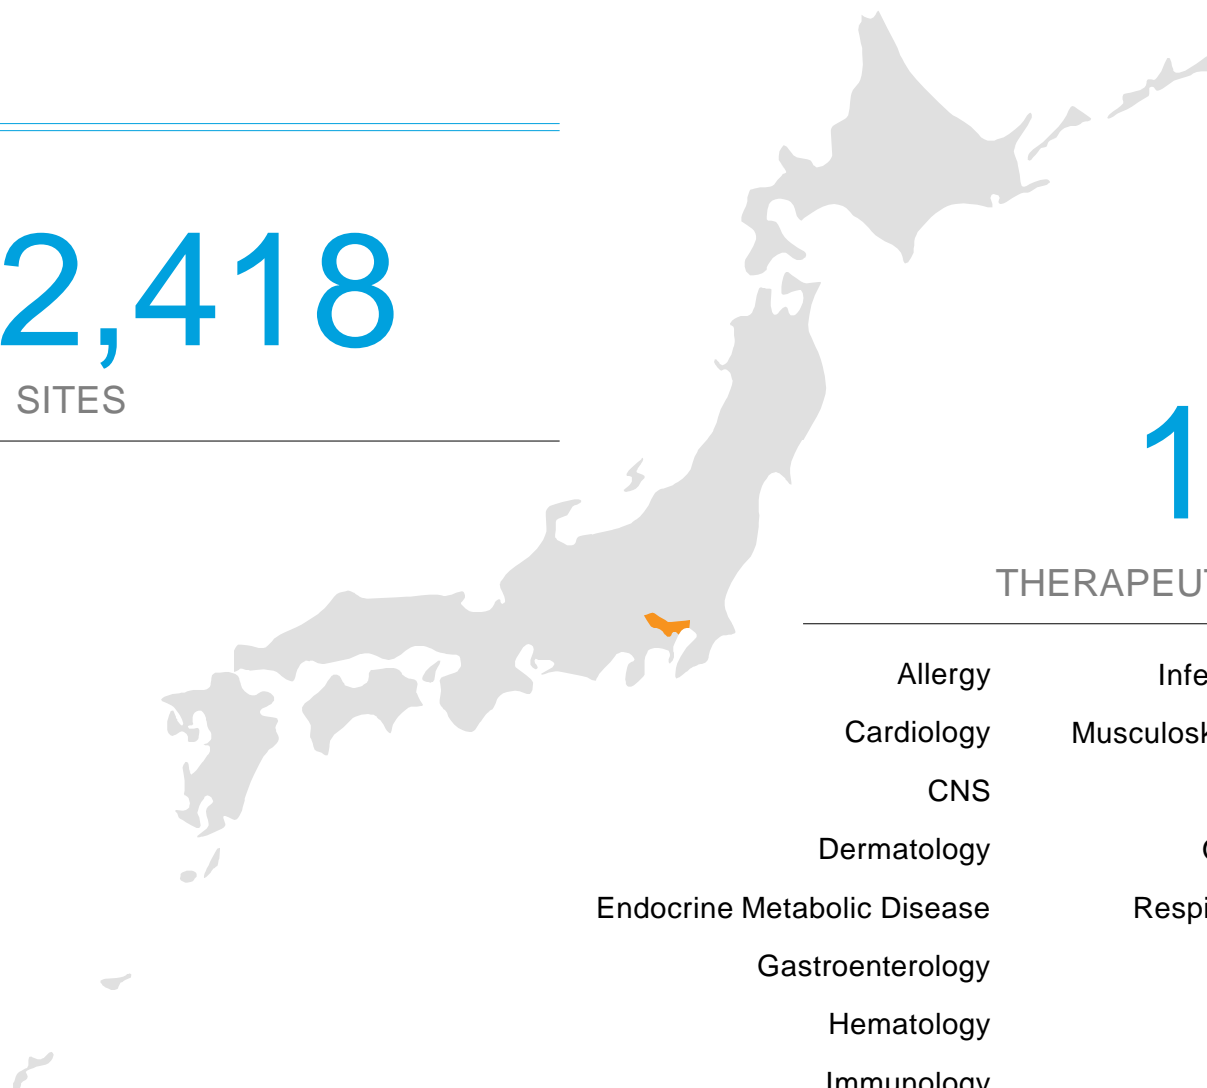 2,418
SITES
1
THERAPEU
Allergy
Infe
Cardiology
Musculosk
CNS
Dermatology
Endocrine Metabolic Disease
Respi
Gastroenterology
Hematology
Immunology